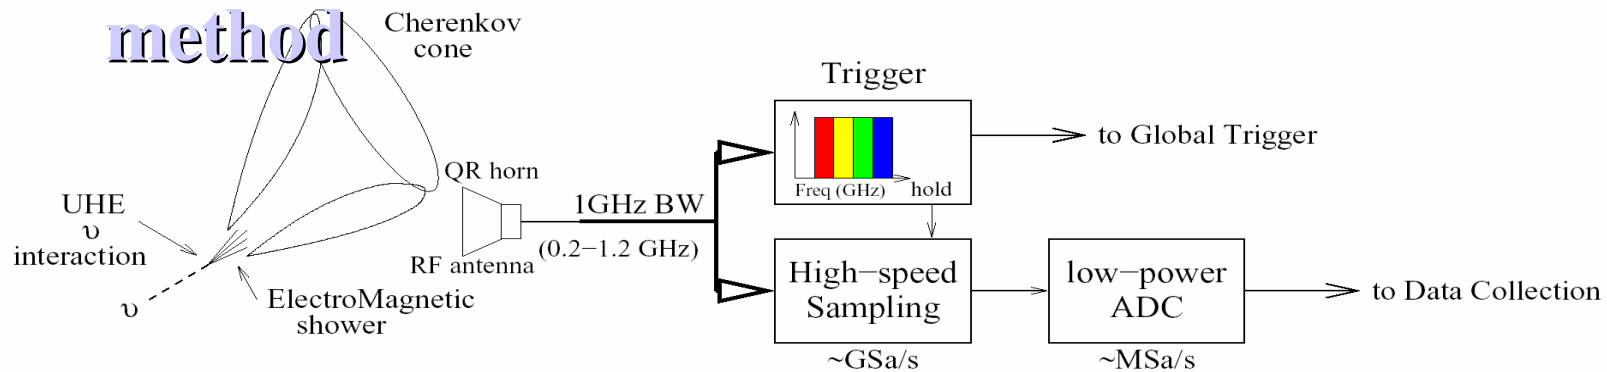 method
Cherenkov
cone
UHE
υ
interaction
υ
ElectroMagnetic
shower
QR horn
RF antenna
1GHz BW
(0.2−1.2 GHz)
Trigger
Freq (GHz)
hold
to Global Trigger
High−speed
Sampling
~GSa/s
low−power
ADC
~MSa/s
to Data Collection